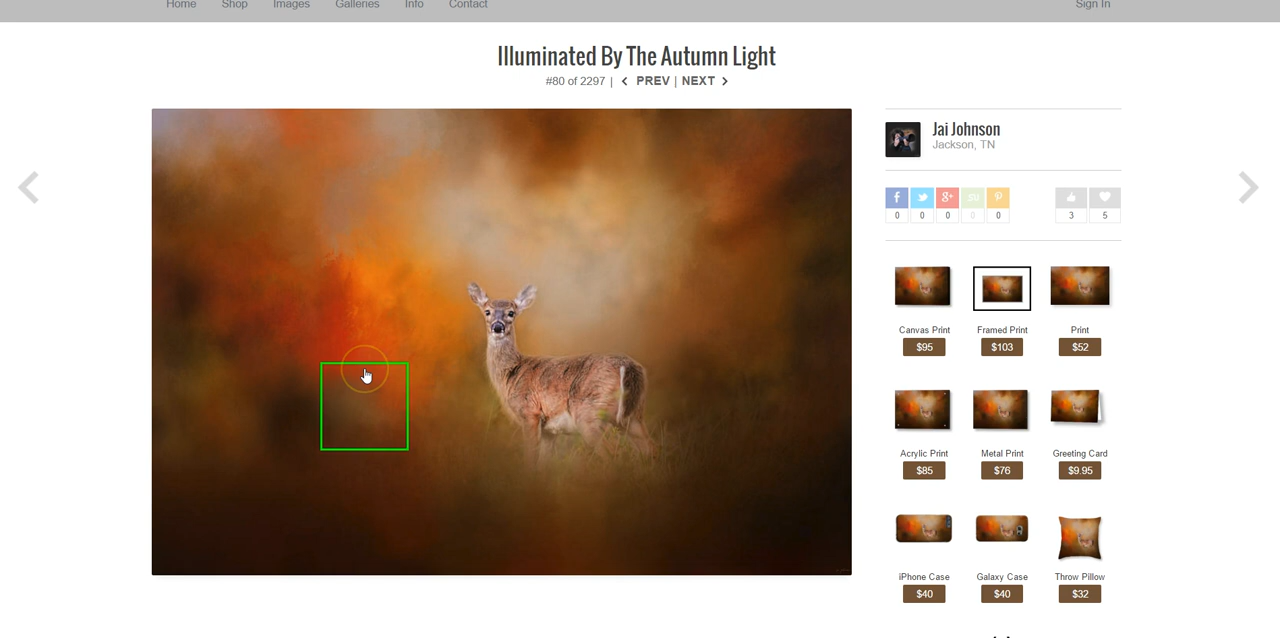 Home Shop Images Galleries Info Contact Sign In
Illuminated By The Autumn Light
#80 of 2297 | PREV | NEXT
Jai Johnson
Jackson, TN
f g+ su p
0 0 0 0 0 3 5
Canvas Print Framed Print Print
$95 $103 $52
Acrylic Print Metal Print Greeting Card
$85 $76 $9.95
iPhone Case Galaxy Case Throw Pillow
$40 $40 $32